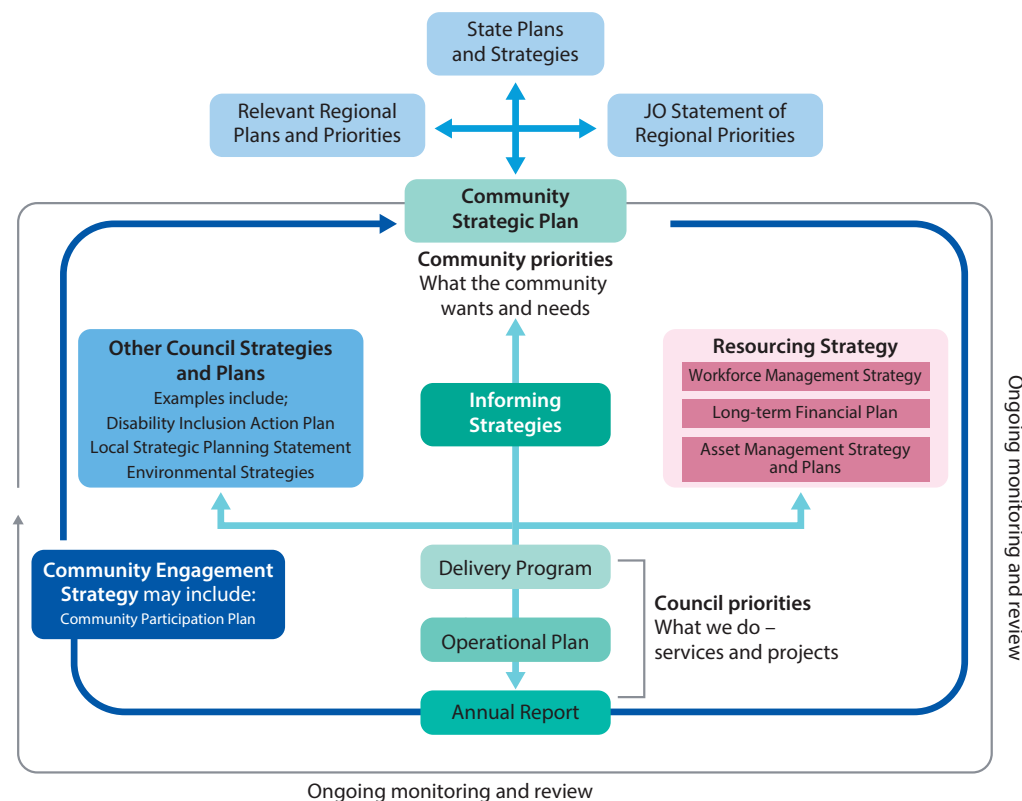 State Plans
and Strategies
Relevant Regional
Plans and Priorities
JO Statement of
Regional Priorities
Community
Strategic Plan
Community priorities
What the community
wants and needs
Other Council Strategies
and Plans
Examples include;
Disability Inclusion Action Plan
Local Strategic Planning Statement
Environmental Strategies
Informing
Strategies
Resourcing Strategy
Workforce Management Strategy
Long-term Financial Plan
Asset Management Strategy
and Plans
Ongoing monitoring and review
Community Engagement
Strategy may include:
Community Participation Plan
Delivery Program
Operational Plan
Annual Report
Council priorities
What we do –
services and projects
Ongoing monitoring and review